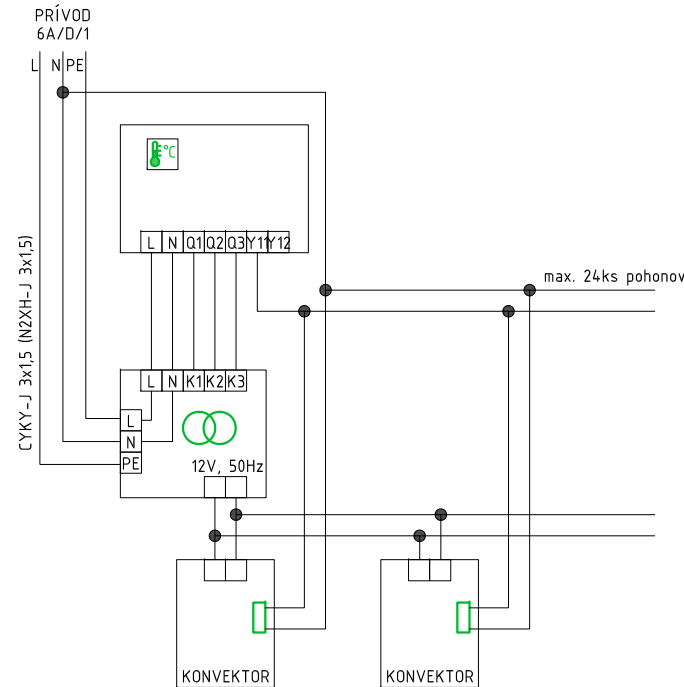 PRÍVOD
6A/D/1
L N PE
°C
L N Q1 Q2 Q3 Y11 Y12
max. 24ks pohonov
CYKY-J 3x1,5 (N2XH-J 3x1,5)
L N K1 K2 K3
L
N
PE
12V, 50Hz
KONVEKTOR
KONVEKTOR